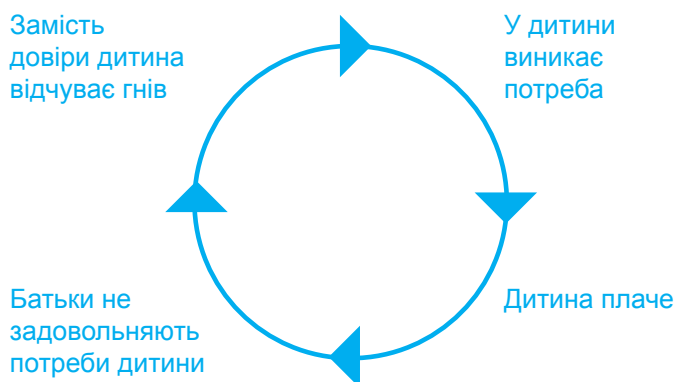 Замість
довіри дитина
відчуває гнів
У дитини
виникає
потреба
Дитина плаче
Батьки не
задовольняють
потреби дитини